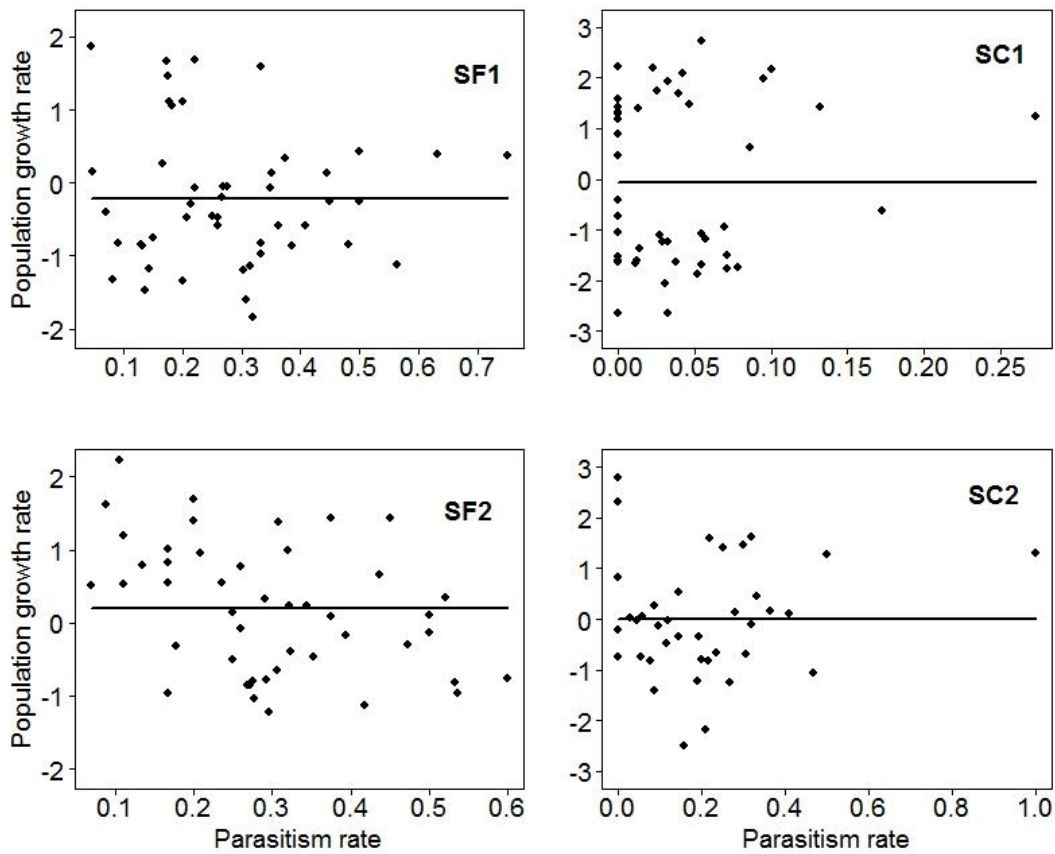 SF1
Population growth rate
2
1
0
-1
-2
0.1 0.2 0.3 0.4 0.5 0.6 0.7
SC1
3
2
1
0
-1
-2
-3
0.00 0.05 0.10 0.15 0.20 0.25
SF2
Population growth rate
2
1
0
-1
-2
0.1 0.2 0.3 0.4 0.5 0.6
Parasitism rate
SC2
3
2
1
0
-1
-2
-3
0.0 0.2 0.4 0.6 0.8 1.0
Parasitism rate